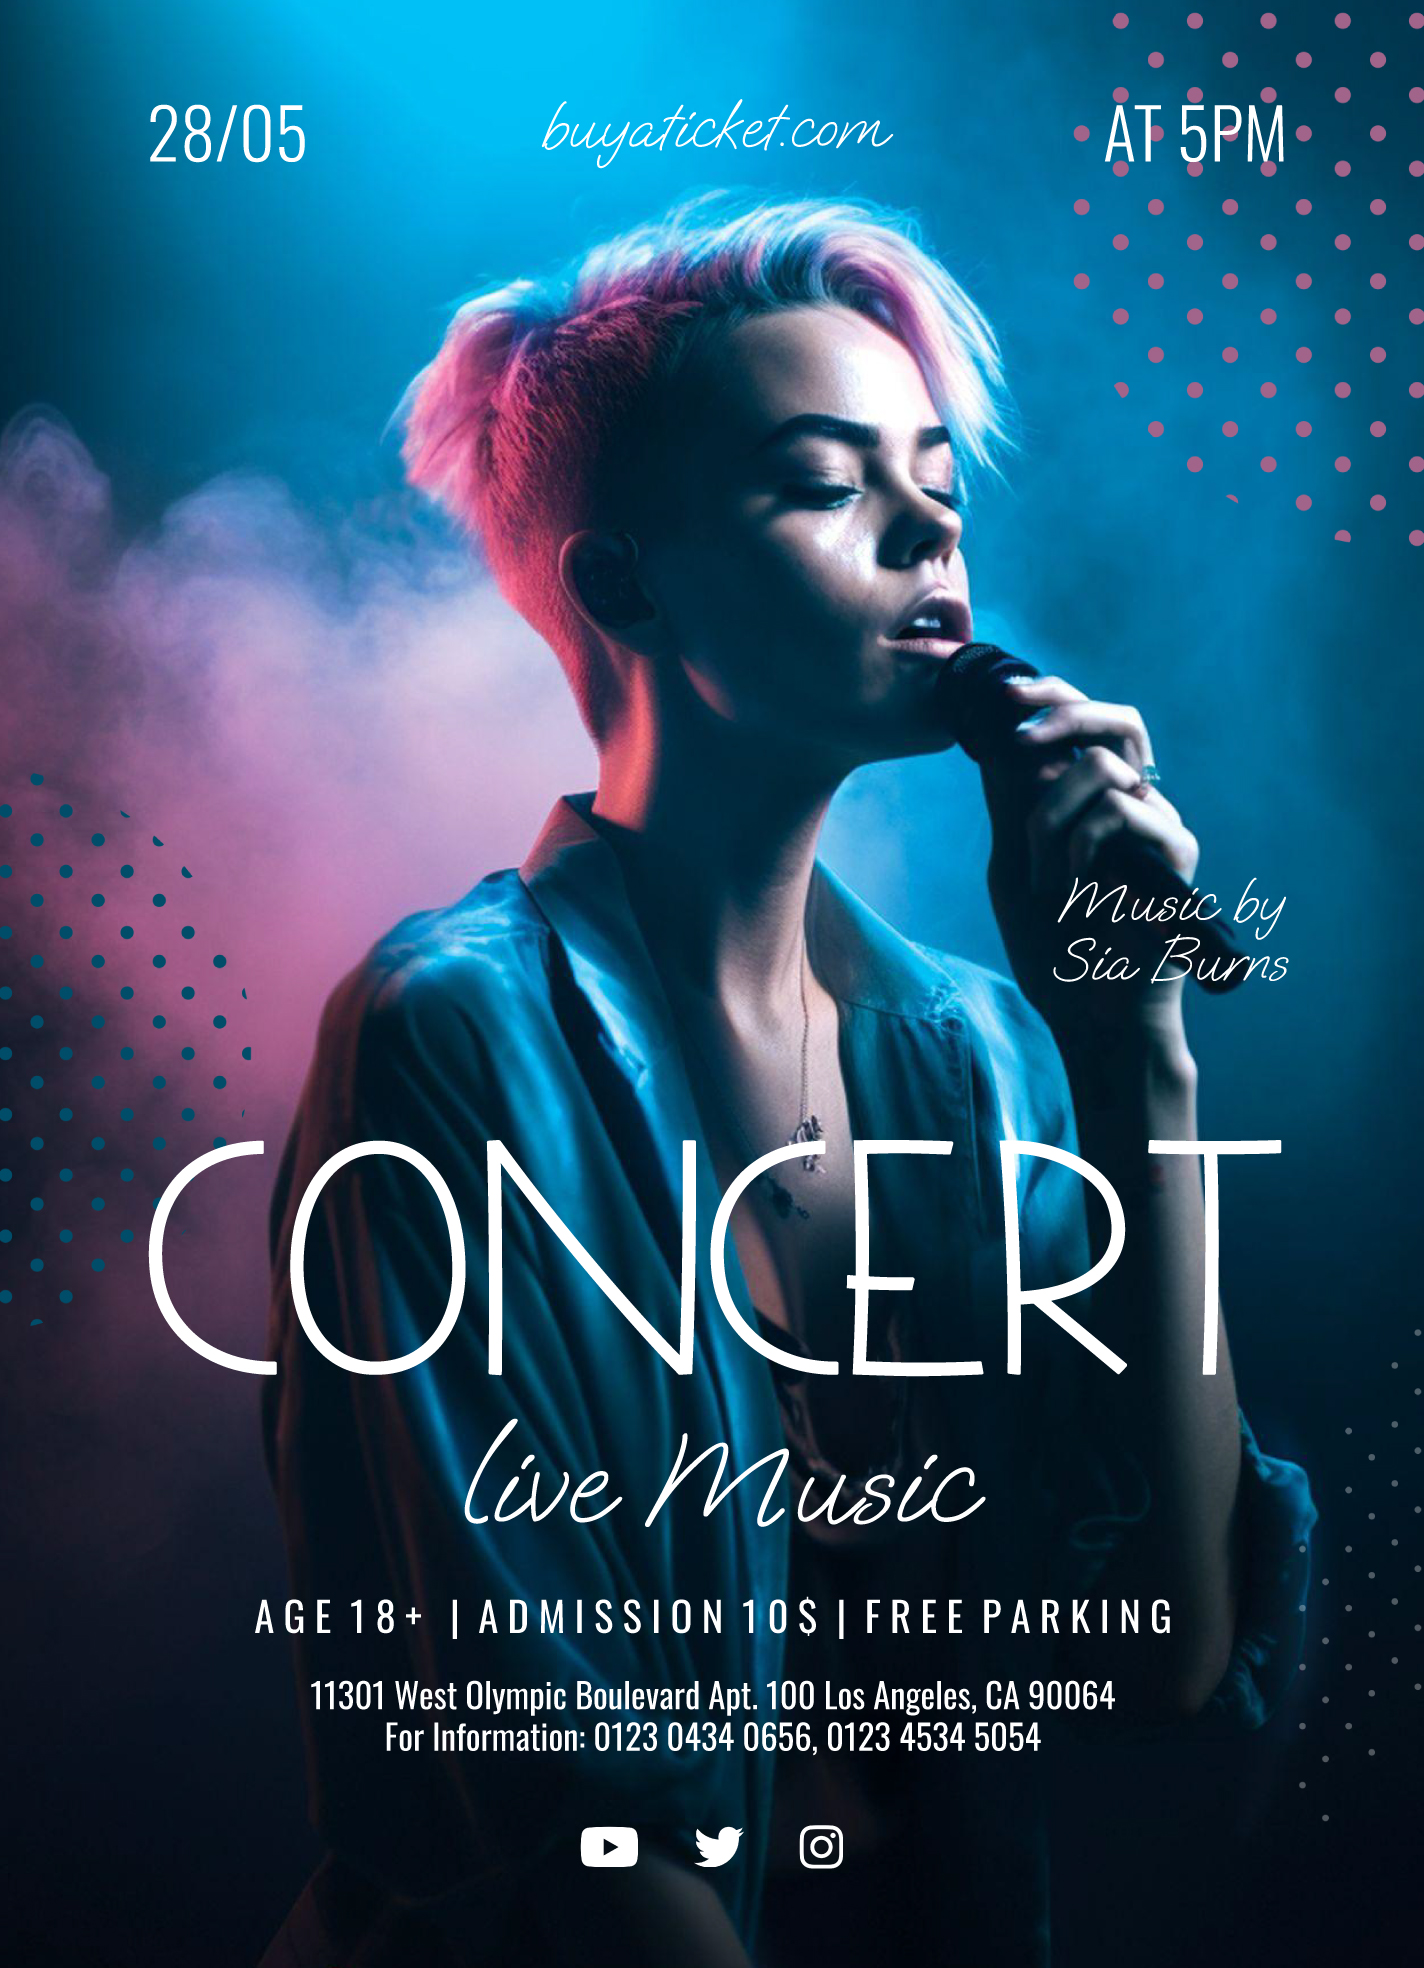 28/05
buyaticket.com
AT 5PM
Music by
Sia Burns
CONCERT
live Music
AGE 18+ | ADMISSION 10$ | FREE PARKING
11301 West Olympic Boulevard Apt. 100 Los Angeles, CA 90064
For Information: 0123 0434 0656, 0123 4534 5054